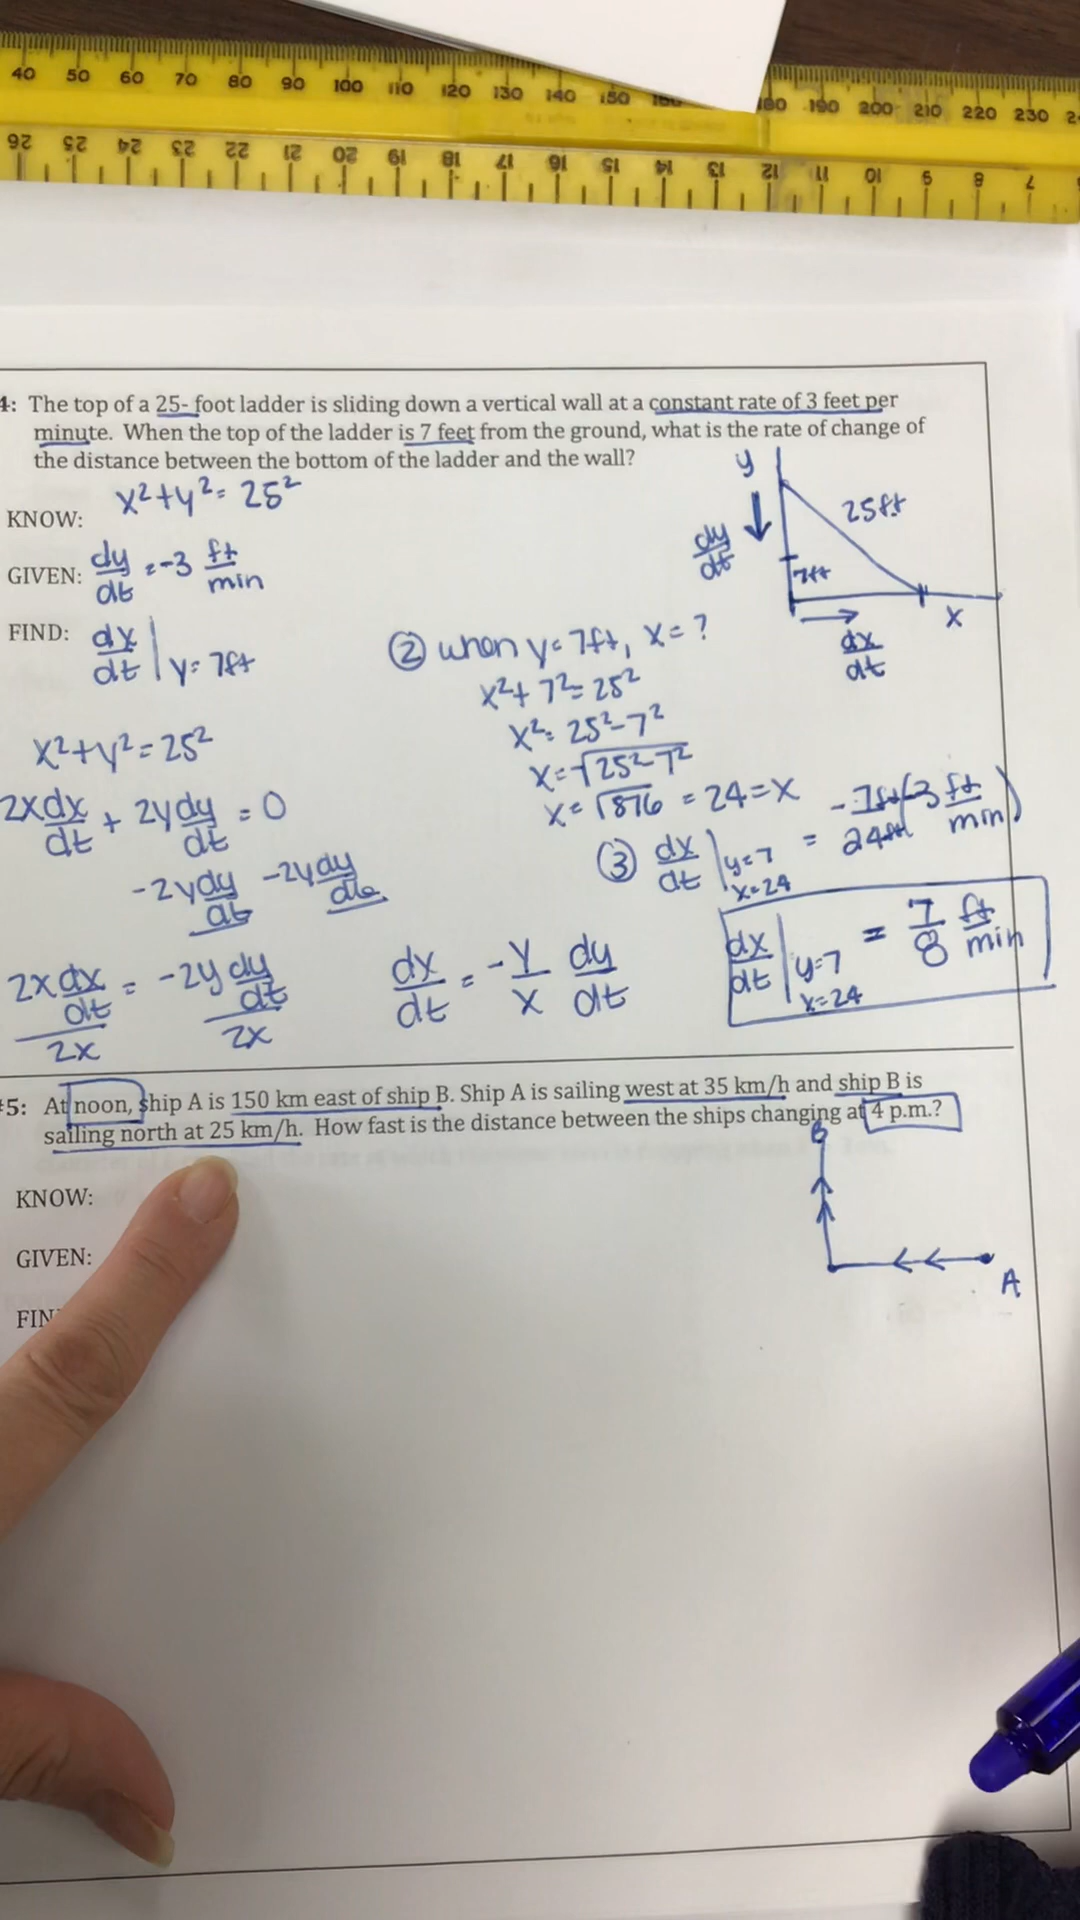 40 50 60 70 80 90 100 110 120 130 140 150 160 180 190 200 210 220 230
26 25 24 23 22 21 20 19 18 17 16 15 14 13 12 11 10 9 8 7
4: The top of a 25- foot ladder is sliding down a vertical wall at a constant rate of 3 feet per
minute. When the top of the ladder is 7 feet from the ground, what is the rate of change of
the distance between the bottom of the ladder and the wall?
KNOW: x²+y²= 25²
GIVEN: dy/dt = -3 ft/min
FIND: dx/dt | y= 7ft
y
25ft
dy/dt
7ft
x
dx/dt
x²+y²=25²
2x dx/dt + 2y dy/dt = 0
-2y dy/dt -2y dy/dt
2x dx/dt = -2y dy/dt
2x 2x
dx/dt = -y/x dy/dt
② when y= 7ft, x= ?
x²+ 7²= 25²
x²= 25²-7²
x=√25²-7²
x= √876 = 24=x
③ dx/dt | y=7 x=24 = -7ft/24ft (-3 ft/min)
dx/dt | y=7 x=24 = 7/8 ft/min
#5: At noon, ship A is 150 km east of ship B. Ship A is sailing west at 35 km/h and ship B is
sailing north at 25 km/h. How fast is the distance between the ships changing at 4 p.m.?
B
KNOW:
GIVEN:
A
FIN